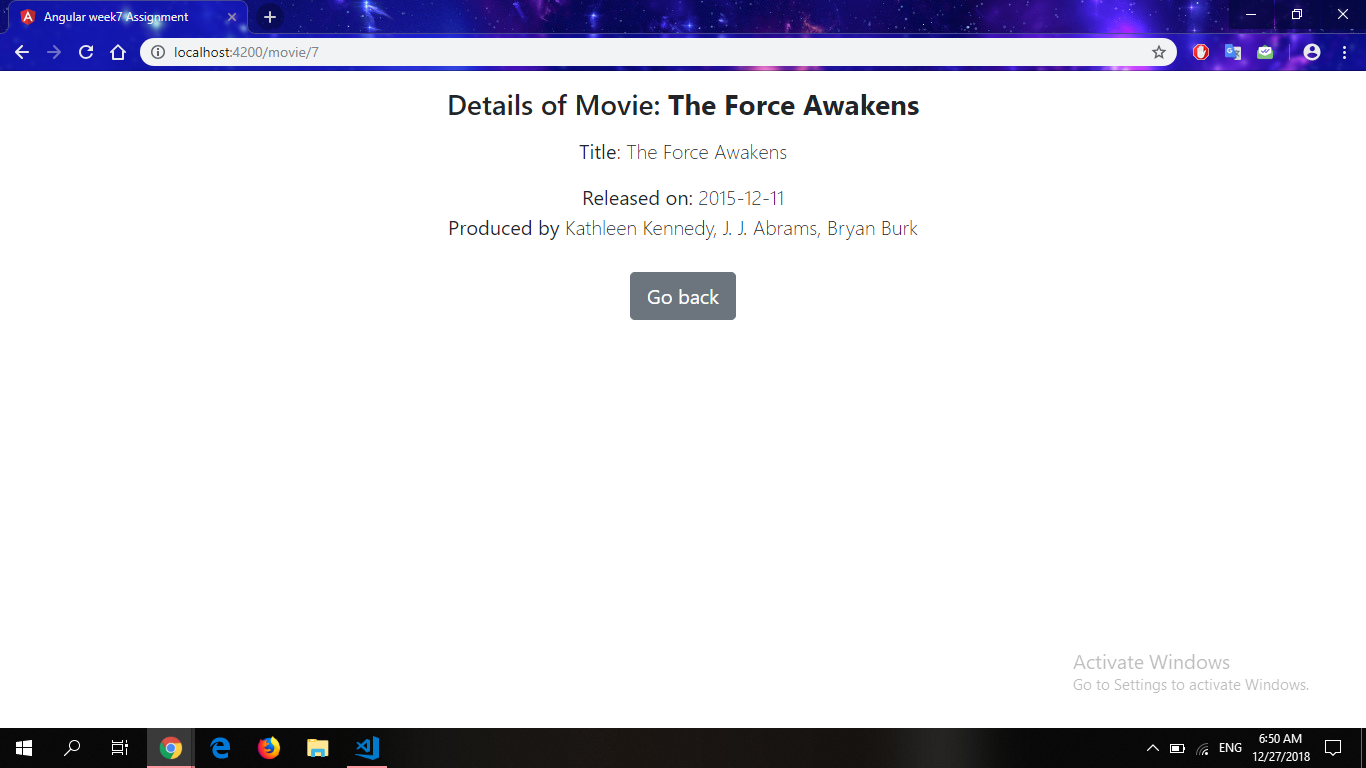 Angular week7 Assignment
localhost:4200/movie/7
Details of Movie: The Force Awakens
Title: The Force Awakens
Released on: 2015-12-11
Produced by Kathleen Kennedy, J. J. Abrams, Bryan Burk
Go back
Activate Windows
Go to Settings to activate Windows.
ENG
6:50 AM
12/27/2018